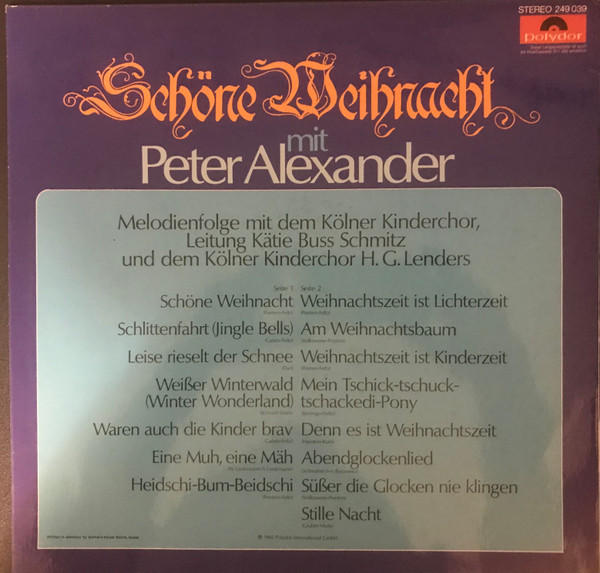 STEREO 249 039
Polydor
Schöne Weihnacht
mit
Peter Alexander
Melodienfolge mit dem Kölner Kinderchor,
Leitung Kätie Buss Schmitz
und dem Kölner Kinderchor H. G. Lenders
Seite 1
Schöne Weihnacht
Schlittenfahrt (Jingle Bells)
Leise rieselt der Schnee
Weißer Winterwald
(Winter Wonderland)
Waren auch die Kinder brav
Eine Muh, eine Mäh
Heidschi-Bum-Beidschi
Seite 2
Weihnachtszeit ist Lichterzeit
Am Weihnachtsbaum
Weihnachtszeit ist Kinderzeit
Mein Tschick-tschuck-
tschackedi-Pony
Denn es ist Weihnachtszeit
Abendglockenlied
Süßer die Glocken nie klingen
Stille Nacht
Polydor International GmbH